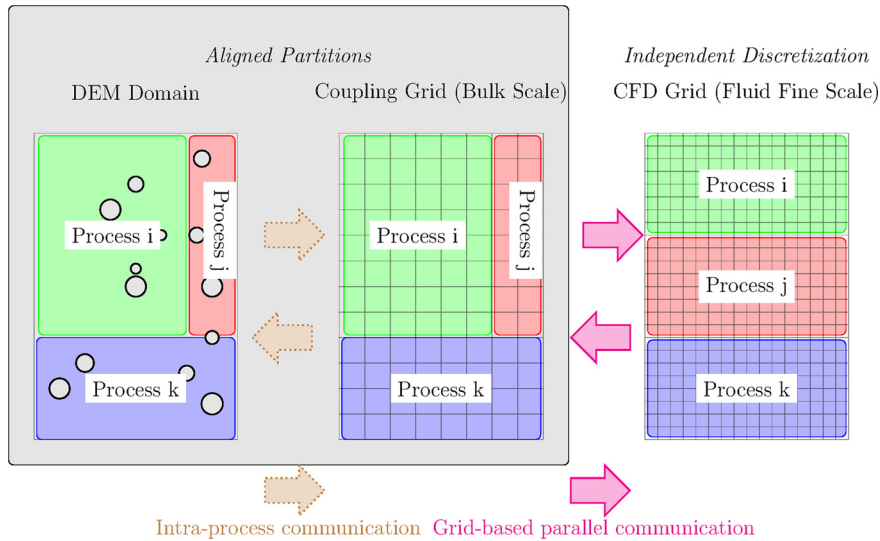 Aligned Partitions
Independent Discretization
DEM Domain
Coupling Grid (Bulk Scale)
CFD Grid (Fluid Fine Scale)
Process i
Process j
Process k
Process i
Process j
Process k
Process i
Process j
Process k
Intra-process communication
Grid-based parallel communication